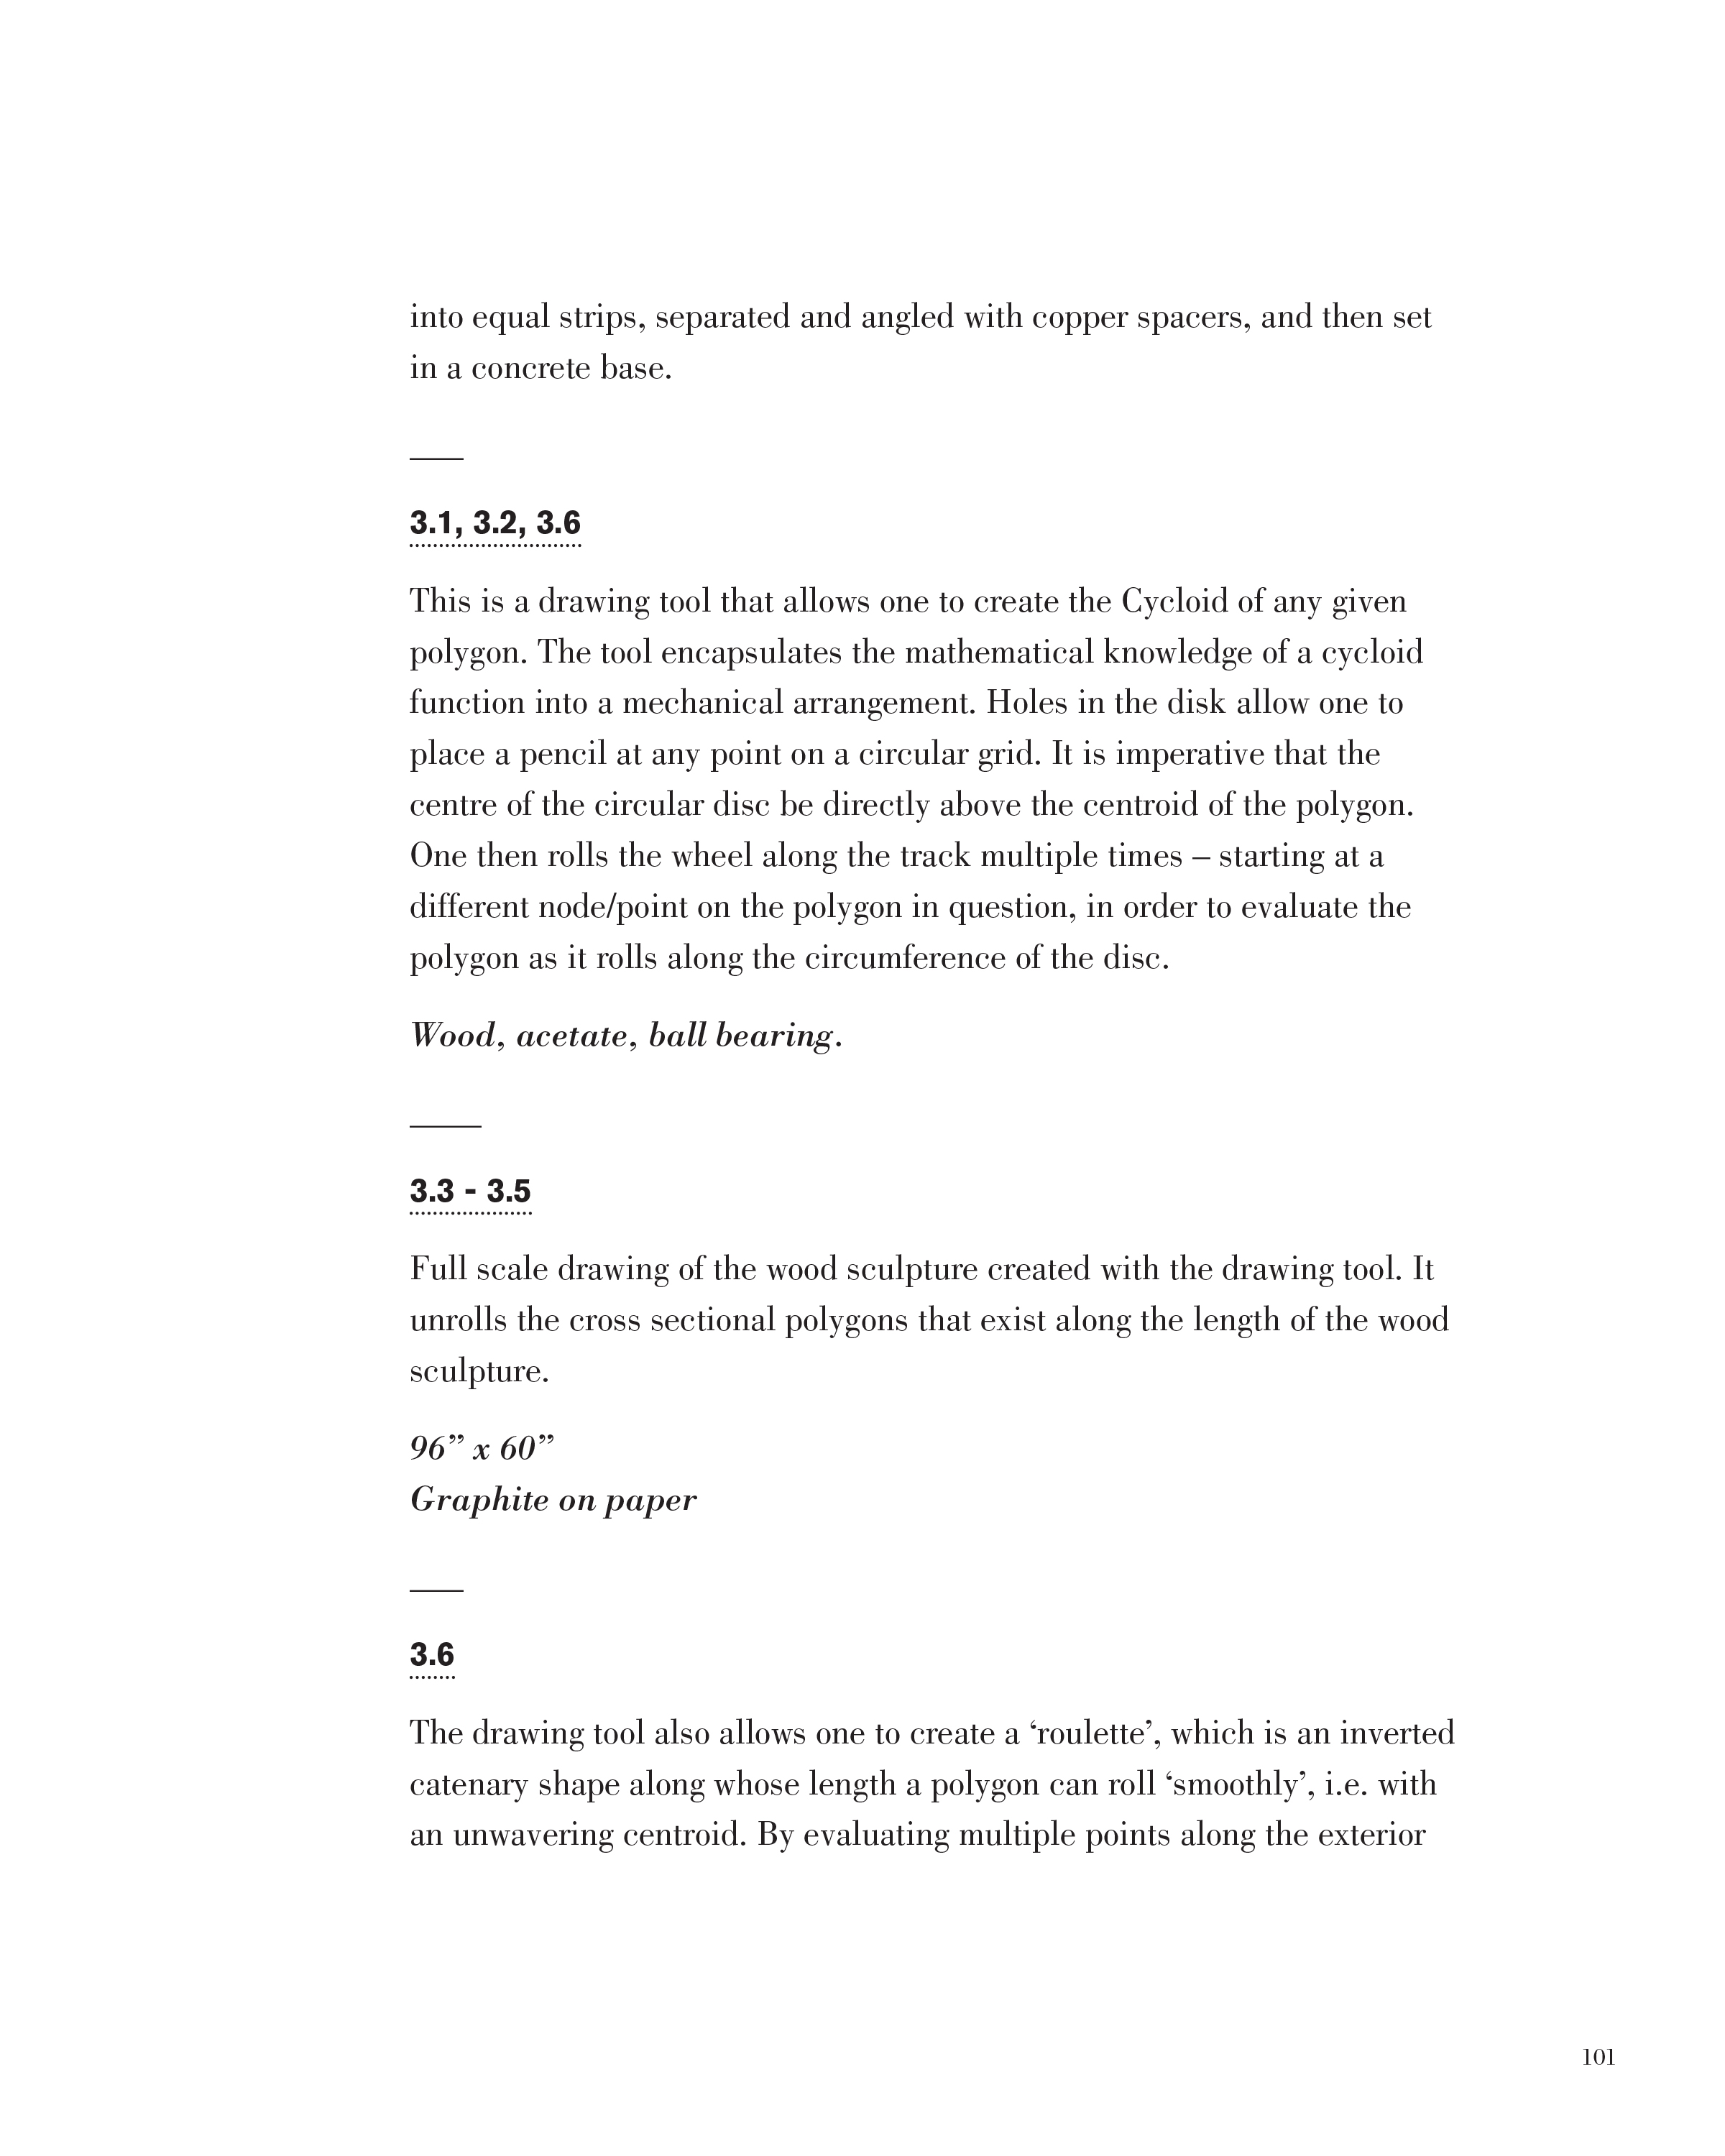 into equal strips, separated and angled with copper spacers, and then set
in a concrete base.
3.1, 3.2, 3.6
This is a drawing tool that allows one to create the Cycloid of any given
polygon. The tool encapsulates the mathematical knowledge of a cycloid
function into a mechanical arrangement. Holes in the disk allow one to
place a pencil at any point on a circular grid. It is imperative that the
centre of the circular disc be directly above the centroid of the polygon.
One then rolls the wheel along the track multiple times – starting at a
different node/point on the polygon in question, in order to evaluate the
polygon as it rolls along the circumference of the disc.
Wood, acetate, ball bearing.
3.3 - 3.5
Full scale drawing of the wood sculpture created with the drawing tool. It
unrolls the cross sectional polygons that exist along the length of the wood
sculpture.
96” x 60”
Graphite on paper
3.6
The drawing tool also allows one to create a ‘roulette’, which is an inverted
catenary shape along whose length a polygon can roll ‘smoothly’, i.e. with
an unwavering centroid. By evaluating multiple points along the exterior
101